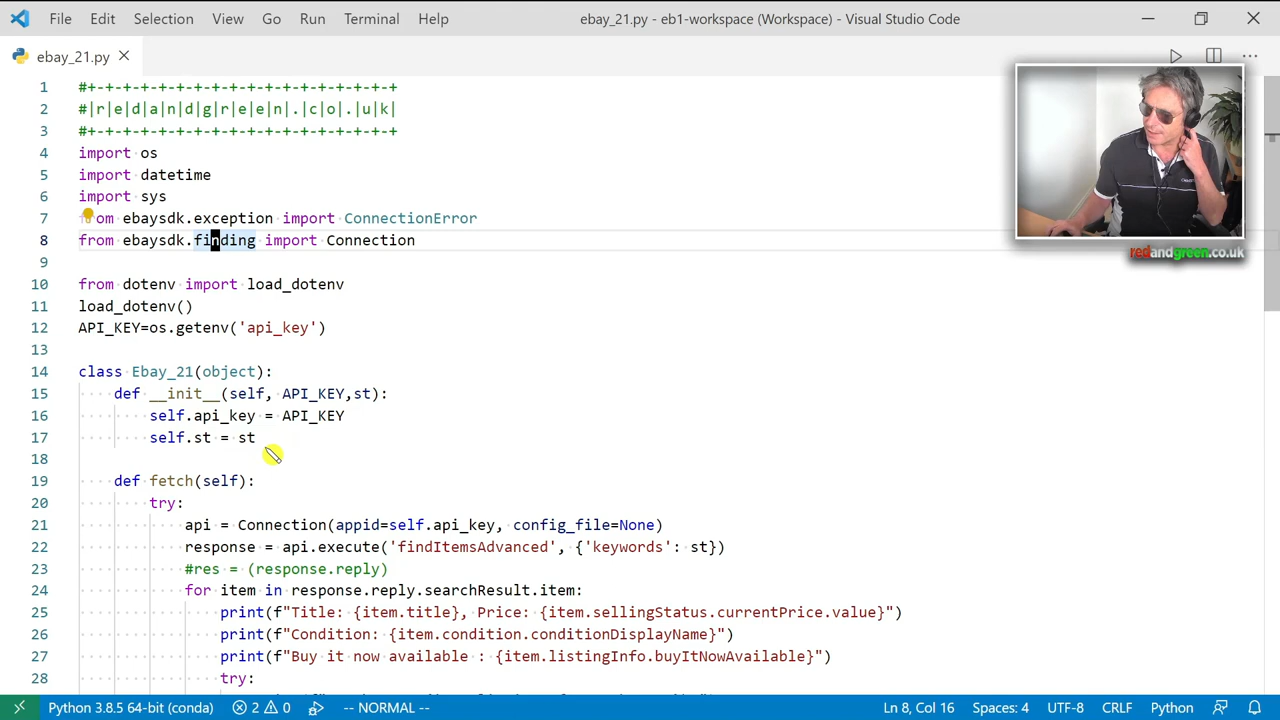 File Edit Selection View Go Run Terminal Help ebay_21.py - eb1-workspace (Workspace) - Visual Studio Code
ebay_21.py
1 #+-+-+-+-+-+-+-+-+-+-+-+-+-+-+-+-+-+
2 #|r|e|d|a|n|d|g|r|e|e|n|.|c|o|.|u|k|
3 #+-+-+-+-+-+-+-+-+-+-+-+-+-+-+-+-+-+
4 import os
5 import datetime
6 import sys
7 from ebaysdk.exception import ConnectionError
8 from ebaysdk.finding import Connection
redandgreen.co.uk
9
10 from dotenv import load_dotenv
11 load_dotenv()
12 API_KEY=os.getenv('api_key')
13
14 class Ebay_21(object):
15 def __init__(self, API_KEY,st):
16 self.api_key = API_KEY
17 self.st = st
18
19 def fetch(self):
20 try:
21 api = Connection(appid=self.api_key, config_file=None)
22 response = api.execute('findItemsAdvanced', {'keywords': st})
23 #res = (response.reply)
24 for item in response.reply.searchResult.item:
25 print(f"Title: {item.title}, Price: {item.sellingStatus.currentPrice.value}")
26 print(f"Condition: {item.condition.conditionDisplayName}")
27 print(f"Buy it now available : {item.listingInfo.buyItNowAvailable}")
28 try:
Python 3.8.5 64-bit (conda) 2 0 -- NORMAL -- Ln 8, Col 16 Spaces: 4 UTF-8 CRLF Python